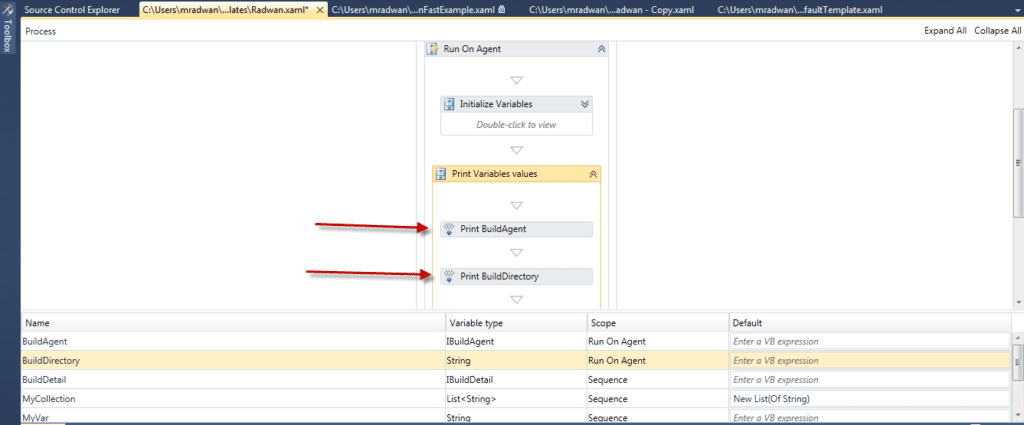 Toolbox
Source Control Explorer C:\Users\mradwan\...lates\Radwan.xaml* C:\Users\mradwan\...nFastExample.xaml C:\Users\mradwan\...adwan - Copy.xaml C:\Users\mradwan\...faultTemplate.xaml
Process Expand All Collapse All
Run On Agent
Initialize Variables
Double-click to view
Print Variables values
Print BuildAgent
Print BuildDirectory
Name Variable type Scope Default
BuildAgent IBuildAgent Run On Agent Enter a VB expression
BuildDirectory String Run On Agent Enter a VB expression
BuildDetail IBuildDetail Sequence Enter a VB expression
MyCollection List<String> Sequence New List(Of String)
MyVar String Sequence Enter a VB expression